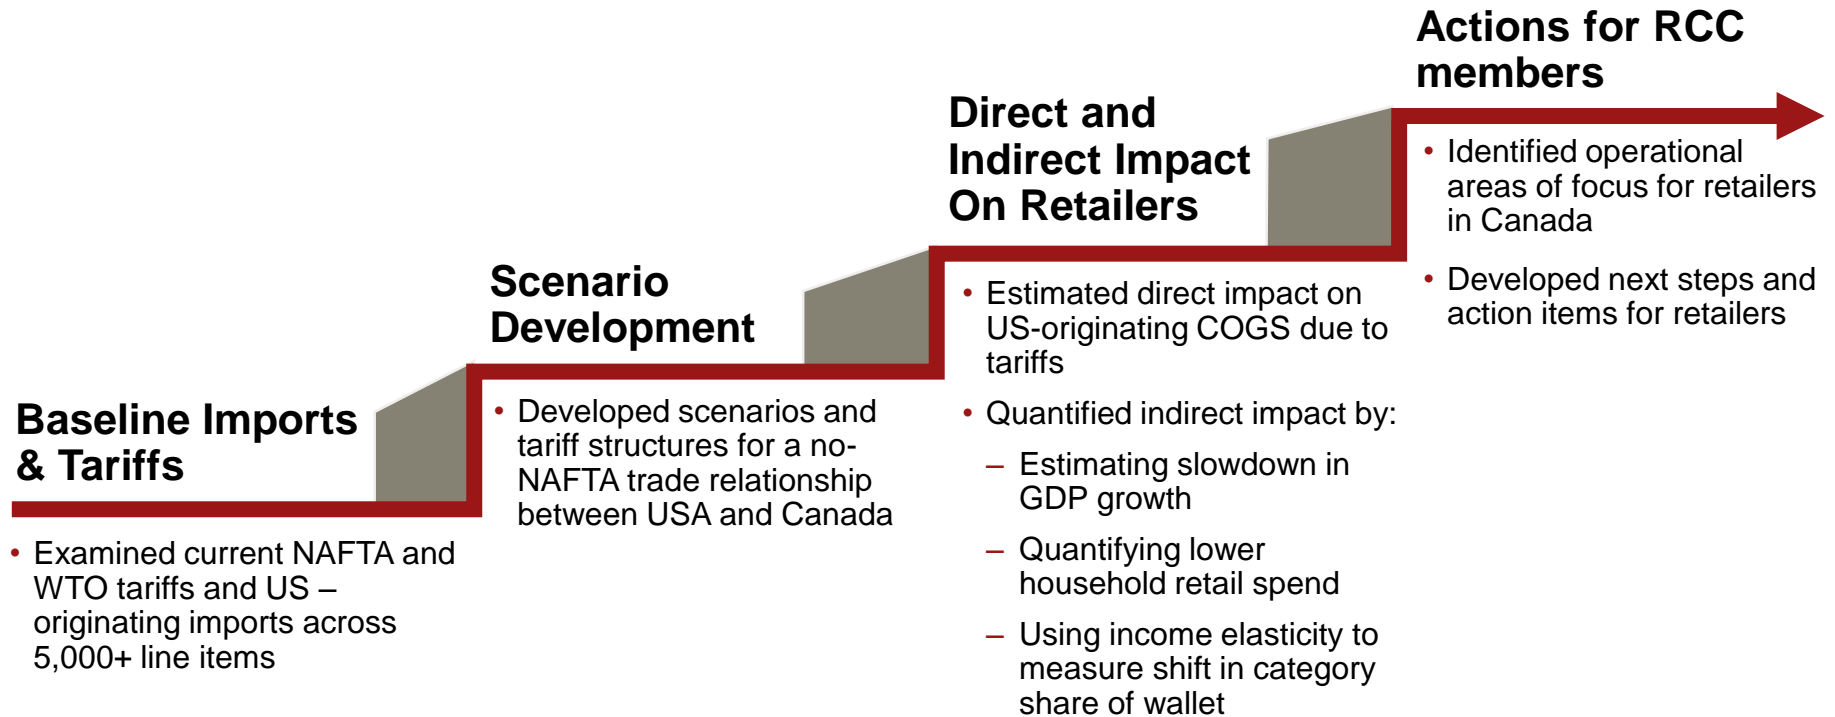 Baseline Imports
& Tariffs
• Examined current NAFTA and
WTO tariffs and US –
originating imports across
5,000+ line items
Scenario
Development
• Developed scenarios and
tariff structures for a no-
NAFTA trade relationship
between USA and Canada
Direct and
Indirect Impact
On Retailers
• Estimated direct impact on
US-originating COGS due to
tariffs
• Quantified indirect impact by:
– Estimating slowdown in
GDP growth
– Quantifying lower
household retail spend
– Using income elasticity to
measure shift in category
share of wallet
Actions for RCC
members
• Identified operational
areas of focus for retailers
in Canada
• Developed next steps and
action items for retailers